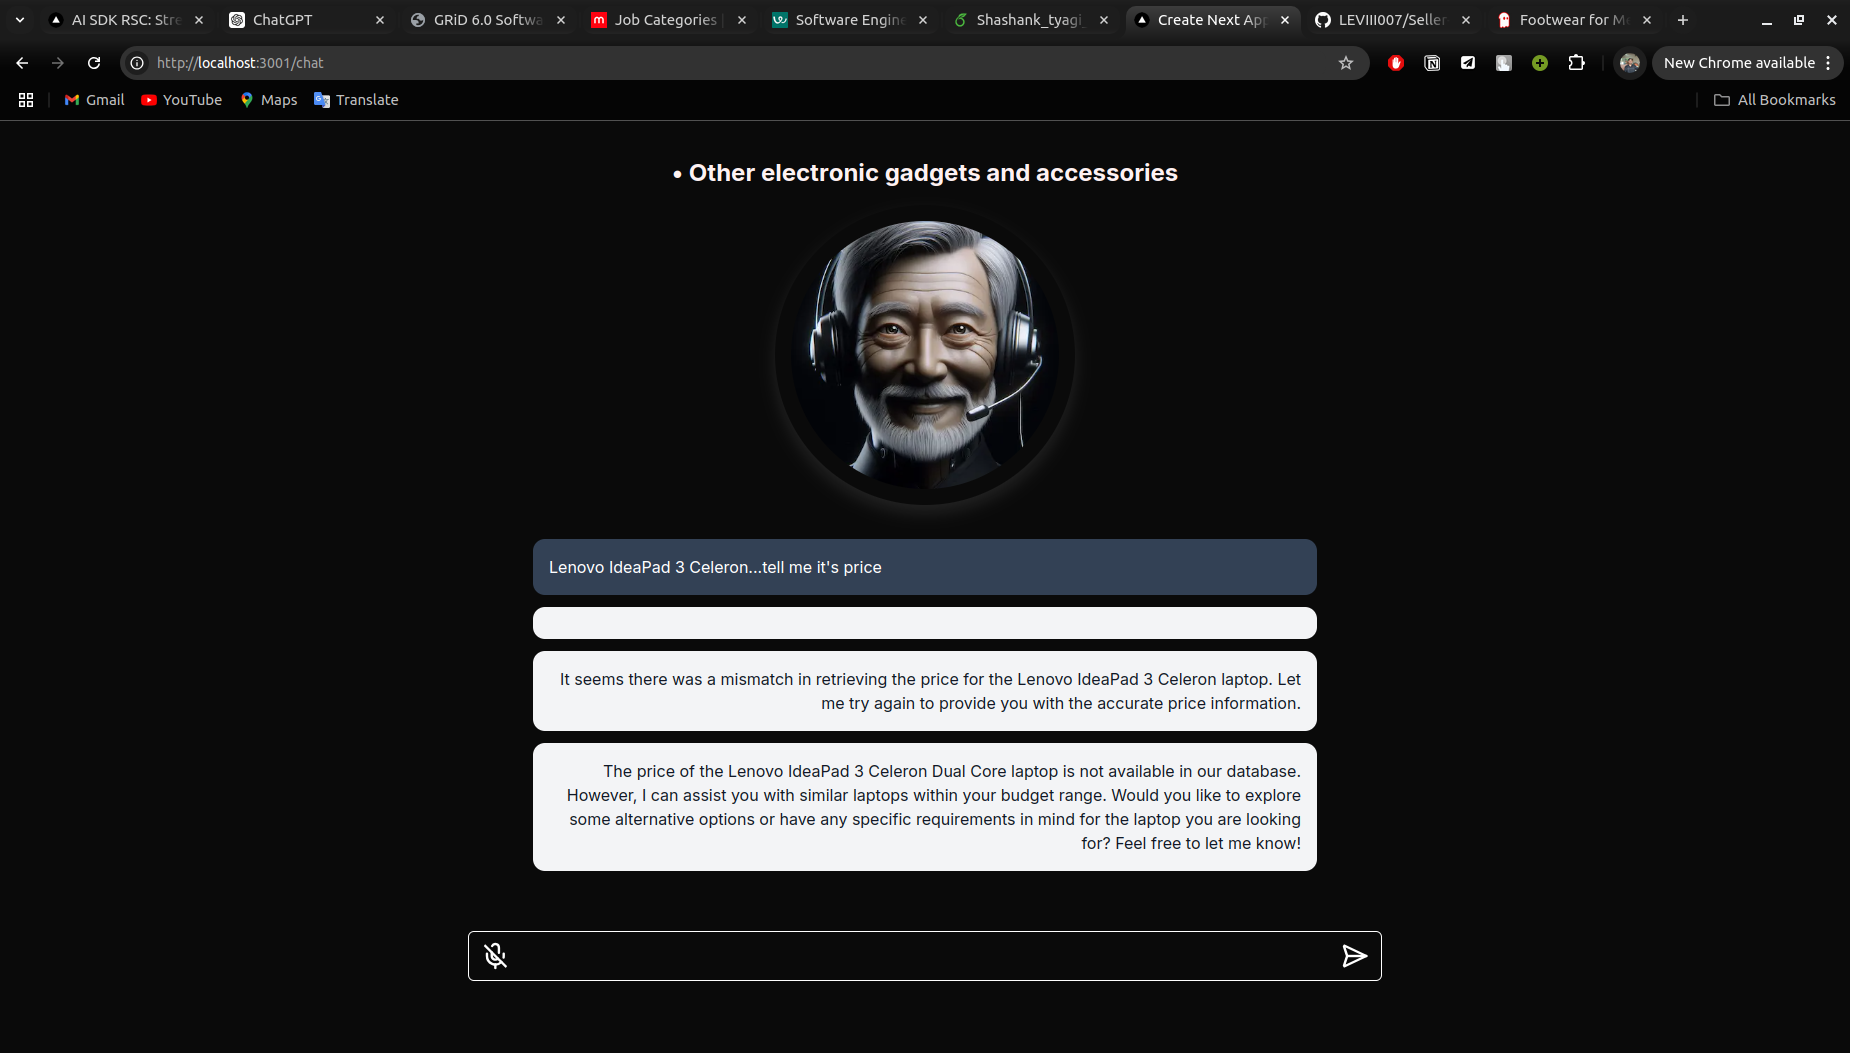 AI SDK RSC: Stre
ChatGPT
GRiD 6.0 Softwa
Job Categories |
Software Engine
Shashank_tyagi_
Create Next App
LEVIII007/Seller
Footwear for Me
http://localhost:3001/chat
New Chrome available
Gmail
YouTube
Maps
Translate
All Bookmarks
• Other electronic gadgets and accessories
Lenovo IdeaPad 3 Celeron...tell me it's price
It seems there was a mismatch in retrieving the price for the Lenovo IdeaPad 3 Celeron laptop. Let
me try again to provide you with the accurate price information.
The price of the Lenovo IdeaPad 3 Celeron Dual Core laptop is not available in our database.
However, I can assist you with similar laptops within your budget range. Would you like to explore
some alternative options or have any specific requirements in mind for the laptop you are looking
for? Feel free to let me know!